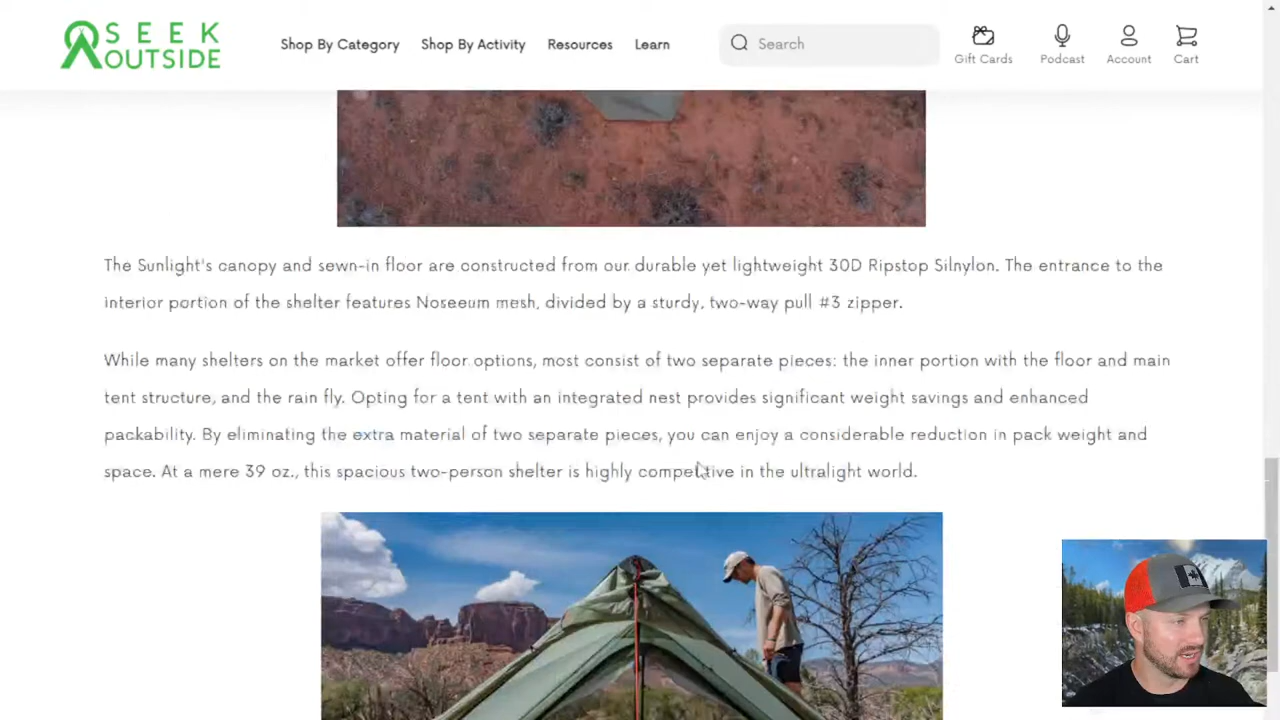 SEEK
OUTSIDE
Shop By Category
Shop By Activity
Resources
Learn
Search
Gift Cards
Podcast
Account
Cart
The Sunlight's canopy and sewn-in floor are constructed from our durable yet lightweight 30D Ripstop Silnylon. The entrance to the
interior portion of the shelter features Noseeum mesh, divided by a sturdy, two-way pull #3 zipper.
While many shelters on the market offer floor options, most consist of two separate pieces: the inner portion with the floor and main
tent structure, and the rain fly. Opting for a tent with an integrated nest provides significant weight savings and enhanced
packability. By eliminating the extra material of two separate pieces, you can enjoy a considerable reduction in pack weight and
space. At a mere 39 oz., this spacious two-person shelter is highly competitive in the ultralight world.